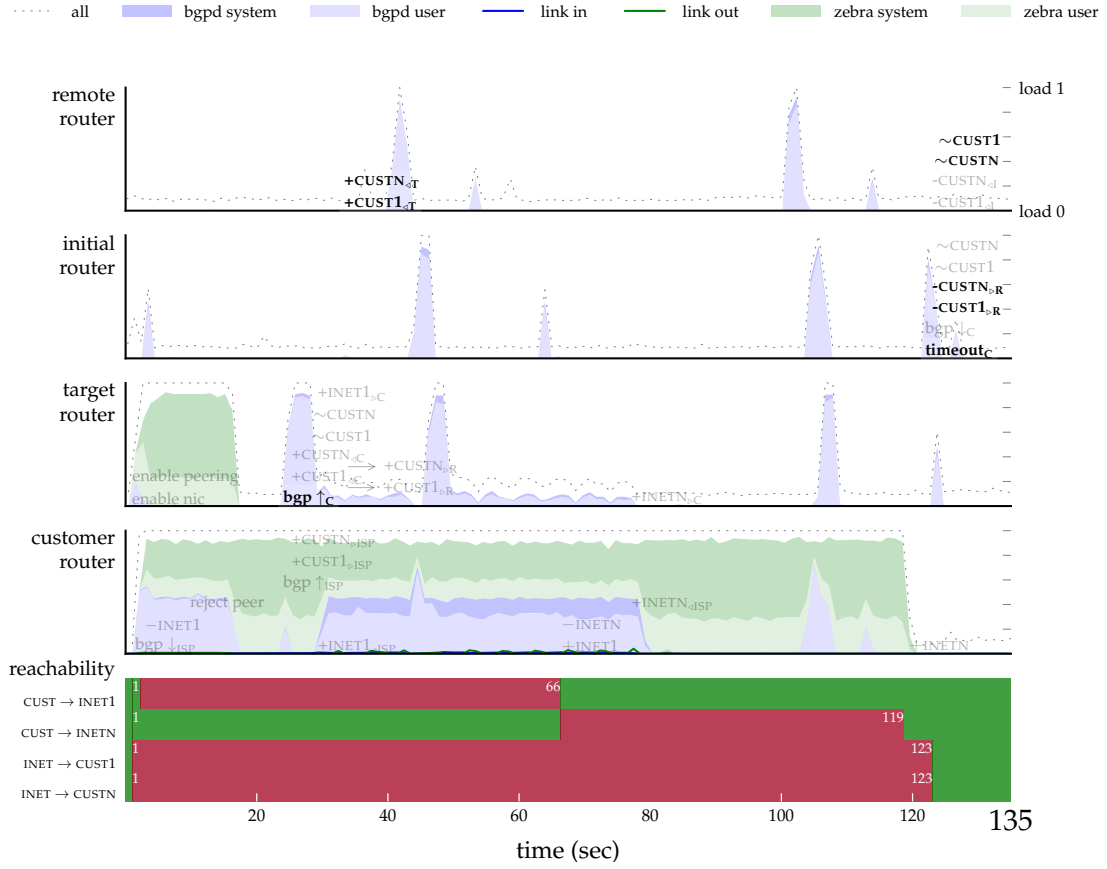 all bgpd system bgpd user link in link out zebra system zebra user
remote router
load 1
∼CUST1
∼CUSTN
-CUSTN◃I
-CUST1◃I
+CUSTN◃T
+CUST1◃T
load 0
initial router
∼CUSTN
∼CUST1
-CUSTN▹R
-CUST1▹R
bgp ↓C
timeoutC
target router
+INET1▹C
∼CUSTN
∼CUST1
+CUSTN◃C → +CUSTN▹R
+CUST1◃C → +CUST1▹R
enable peering
enable nic
bgp ↑C
+INETN▹C
customer router
+CUSTN▹ISP
+CUST1▹ISP
bgp ↑ISP
reject peer
+INETN◃ISP
−INET1
−INETN
bgp ↓ISP
+INET1◃ISP
+INET1
−INETN
reachability
CUST → INET1
1 66
CUST → INETN
1 119
INET → CUST1
1 123
INET → CUSTN
1 123
20 40 60 80 100 120 135
time (sec)